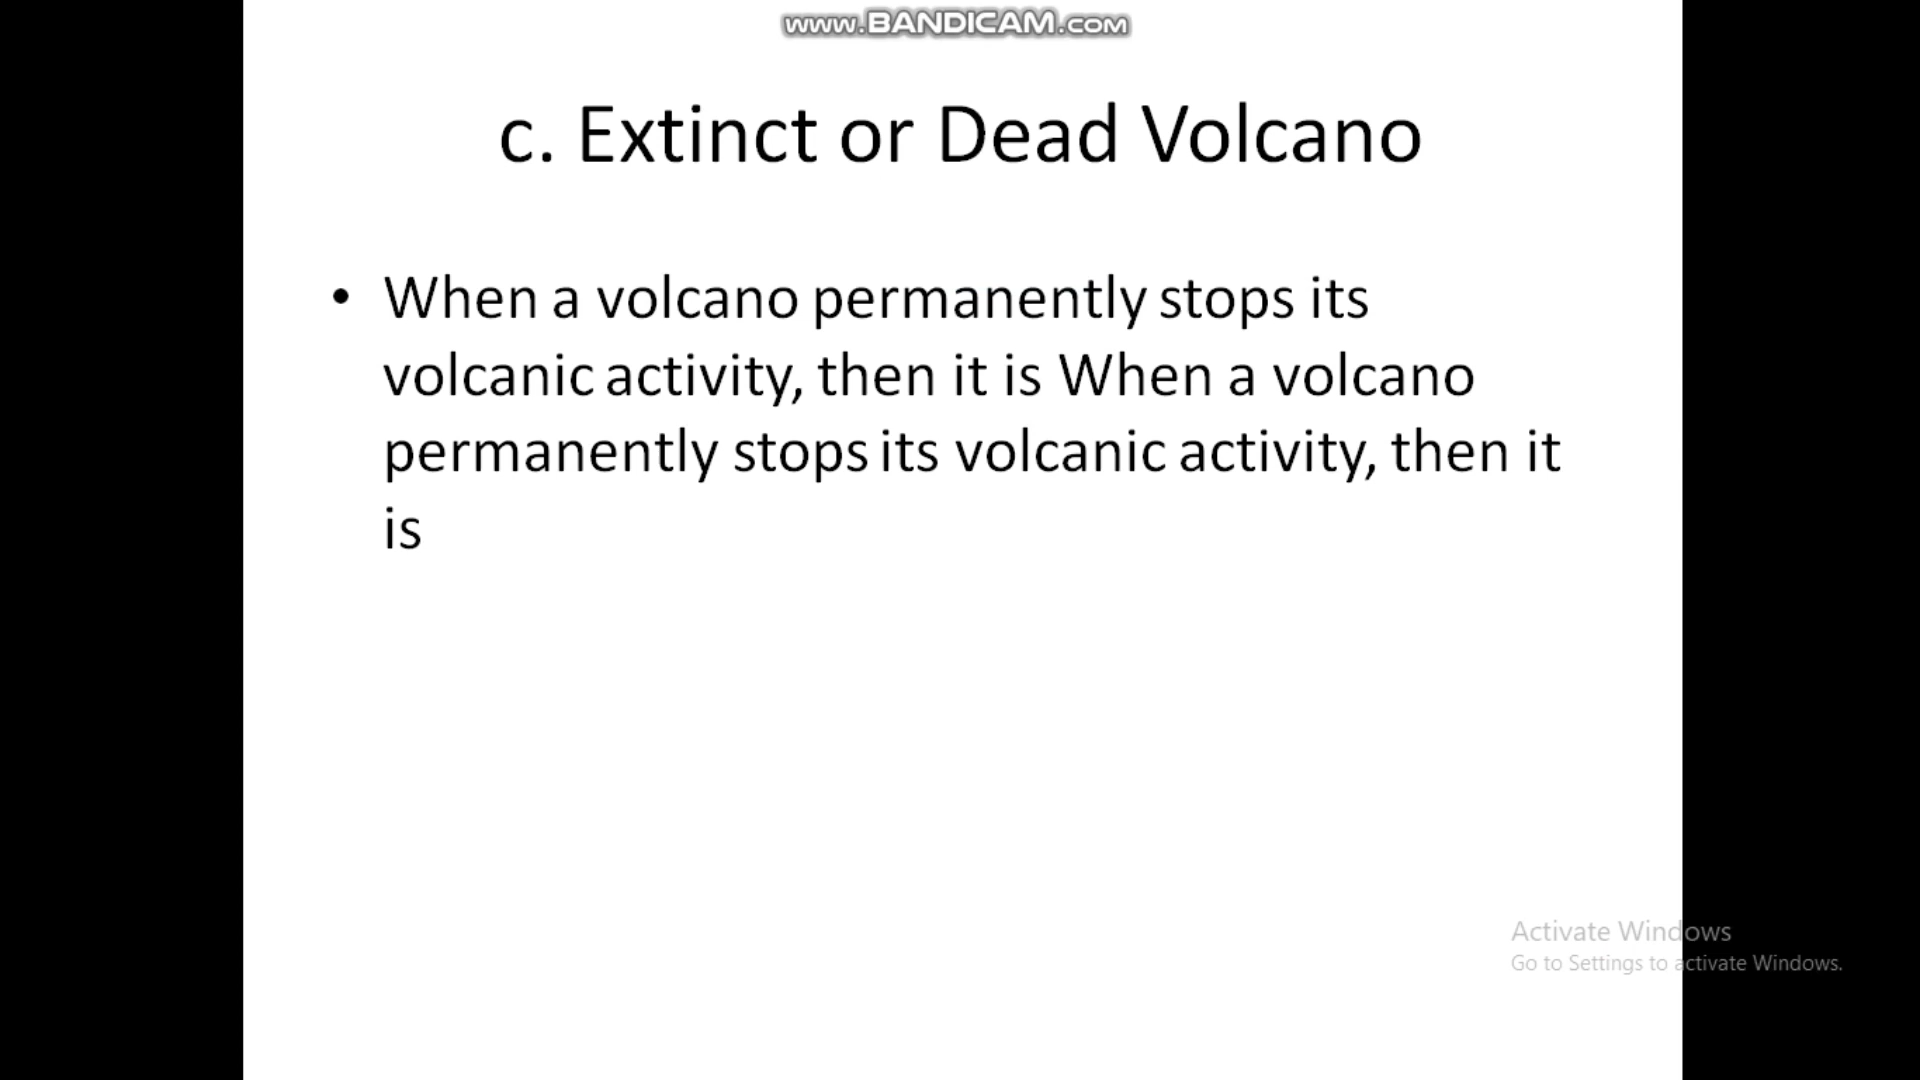 www.BANDICAM.com
c. Extinct or Dead Volcano
• When a volcano permanently stops its
volcanic activity, then it is When a volcano
permanently stops its volcanic activity, then it
is
Activate Windows
Go to Settings to activate Windows.